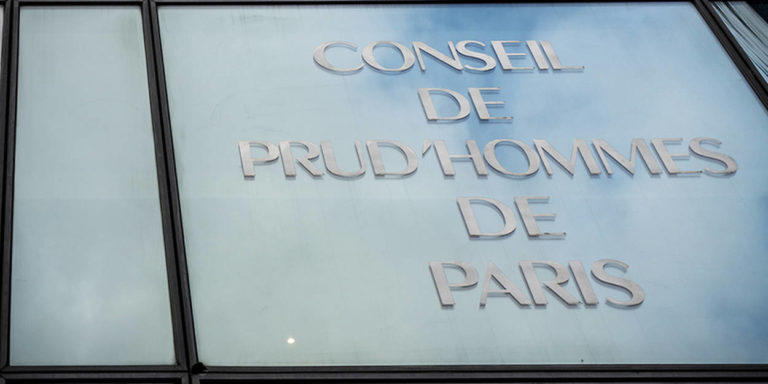 CONSEIL
DE
PRUD'HOMMES
DE
PARIS